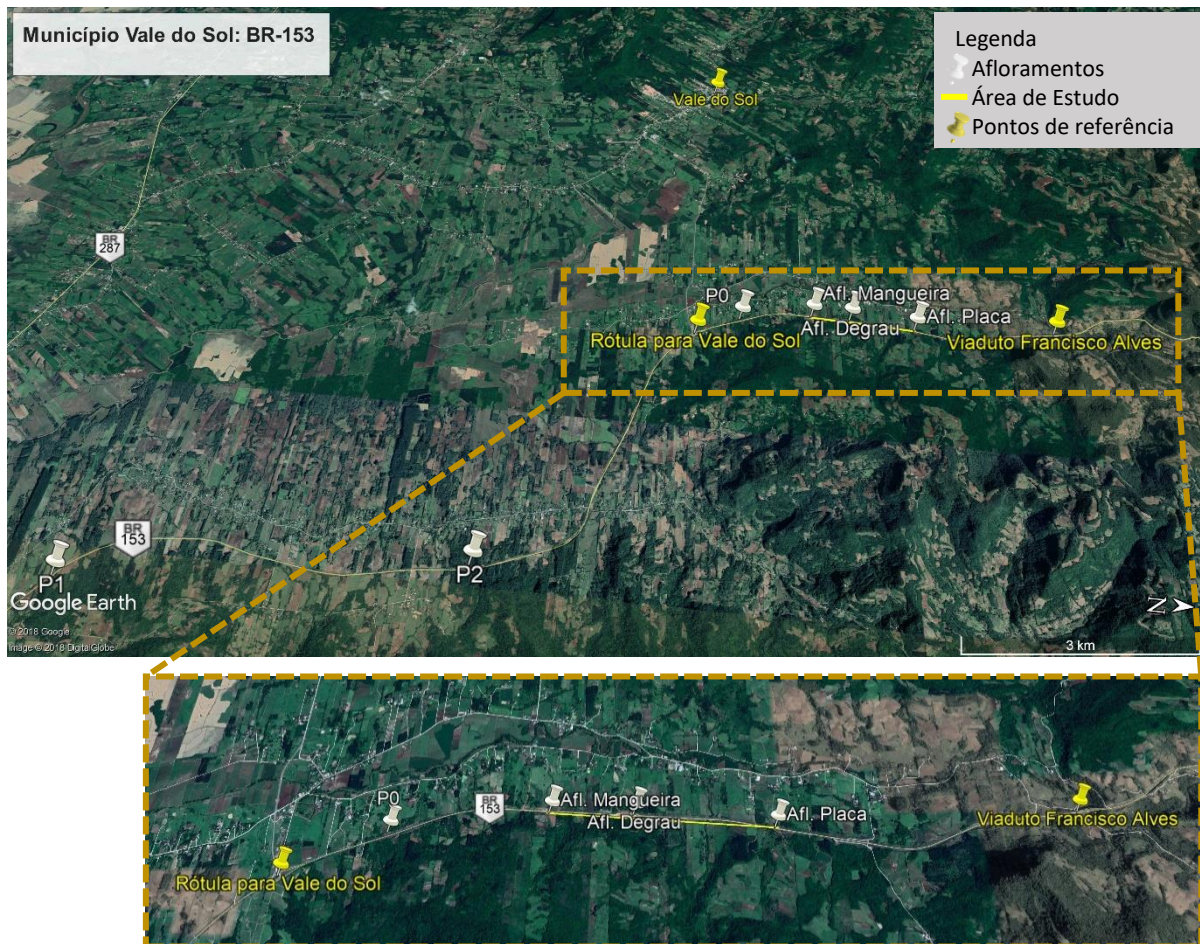 Município Vale do Sol: BR-153
Legenda
Afloramentos
Área de Estudo
Pontos de referência
Vale do Sol
BR
287
P0
Afl. Mangueira
Afl. Placa
Rótula para Vale do Sol
Afl. Degrau
Viaduto Francisco Alves
BR
153
P1
P2
Google Earth
© 2018 Google
Image © 2018 DigitalGlobe
N
3 km
P0
BR
153
Afl. Mangueira
Afl. Degrau
Afl. Placa
Viaduto Francisco Alves
Rótula para Vale do Sol